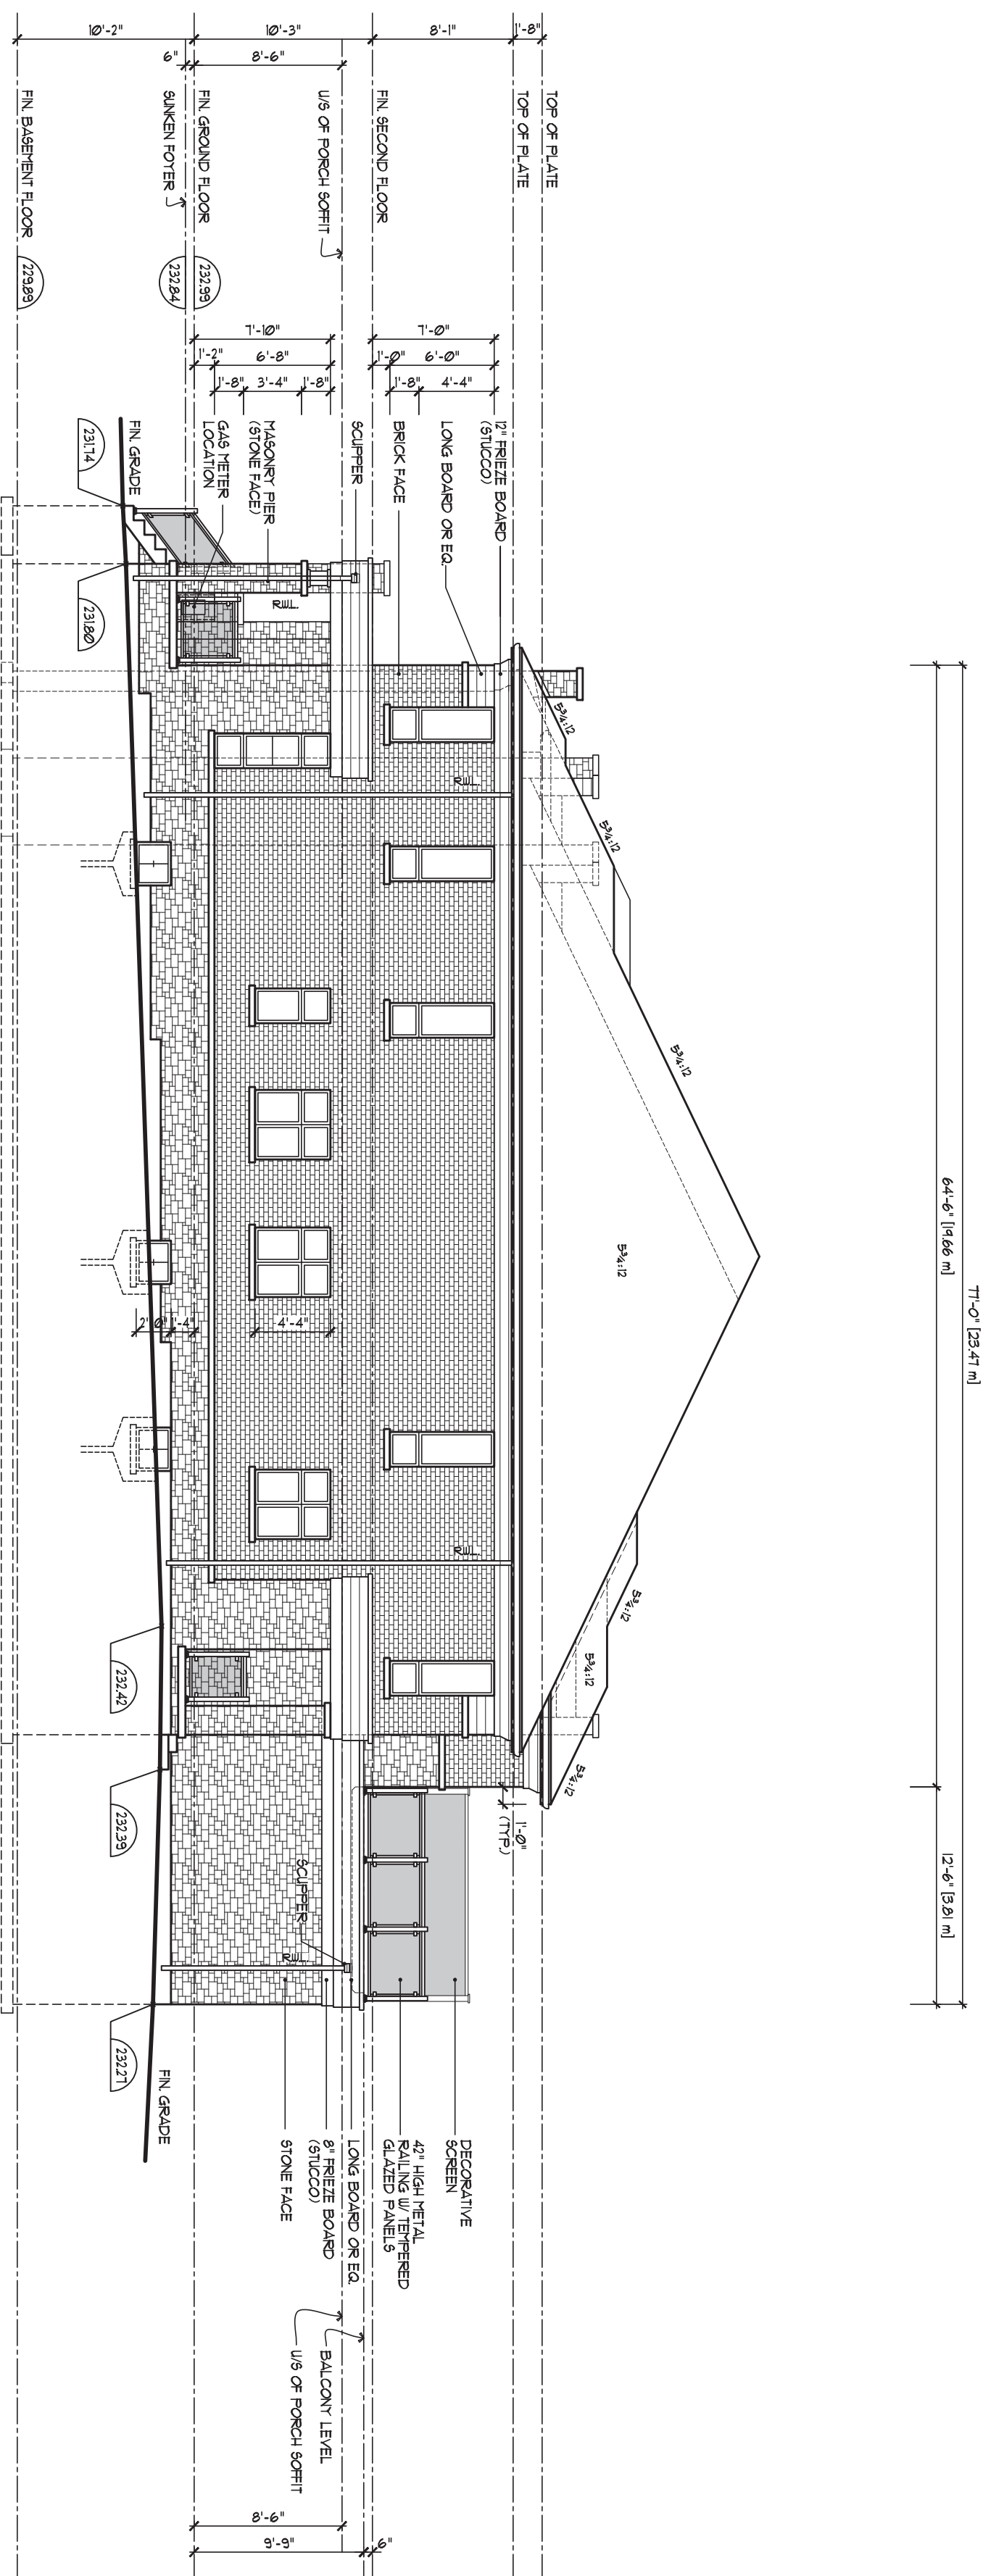 10'-2"
10'-3"
8'-1"
1'-8"
6"
8'-6"
FIN. BASEMENT FLOOR
SUNKEN FOYER
FIN. GROUND FLOOR
U/S OF PORCH SOFFIT
FIN. SECOND FLOOR
TOP OF PLATE
TOP OF PLATE
229.89
232.84
232.99
7'-10"
1'-2"
6'-8"
1'-8"
3'-4"
1'-8"
7'-0"
1'-0"
6'-0"
1'-8"
4'-4"
231.74
FIN. GRADE
GAS METER
LOCATION
MASONRY PIER
(STONE FACE)
SCUPPER
BRICK FACE
LONG BOARD OR EQ.
12" FRIEZE BOARD
(STUCCO)
231.80
R.W.L.
R.W.L.
5¾:12
5¾:12
5¾:12
5¾:12
64'-6" [19.66 m]
77'-0" [23.47 m]
2'-0"
1'-4"
4'-4"
R.W.L.
5¾:12
5¾:12
5¾:12
232.42
232.39
1'-0"
(TYP.)
12'-6" [3.81 m]
SCUPPER
R.W.L.
232.27
FIN. GRADE
STONE FACE
8" FRIEZE BOARD
(STUCCO)
LONG BOARD OR EQ.
42" HIGH METAL
RAILING W/ TEMPERED
GLAZED PANELS
DECORATIVE
SCREEN
U/S OF PORCH SOFFIT
BALCONY LEVEL
8'-6"
9'-9"
6"